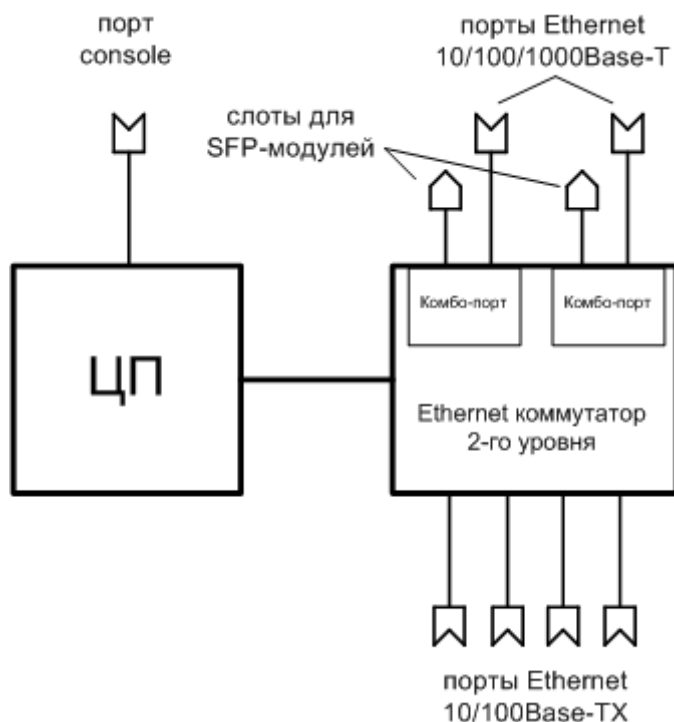 порт
console
порты Ethernet
10/100/1000Base-T
слоты для
SFP-модулей
Комбо-порт
Комбо-порт
ЦП
Ethernet коммутатор
2-го уровня
порты Ethernet
10/100Base-TX